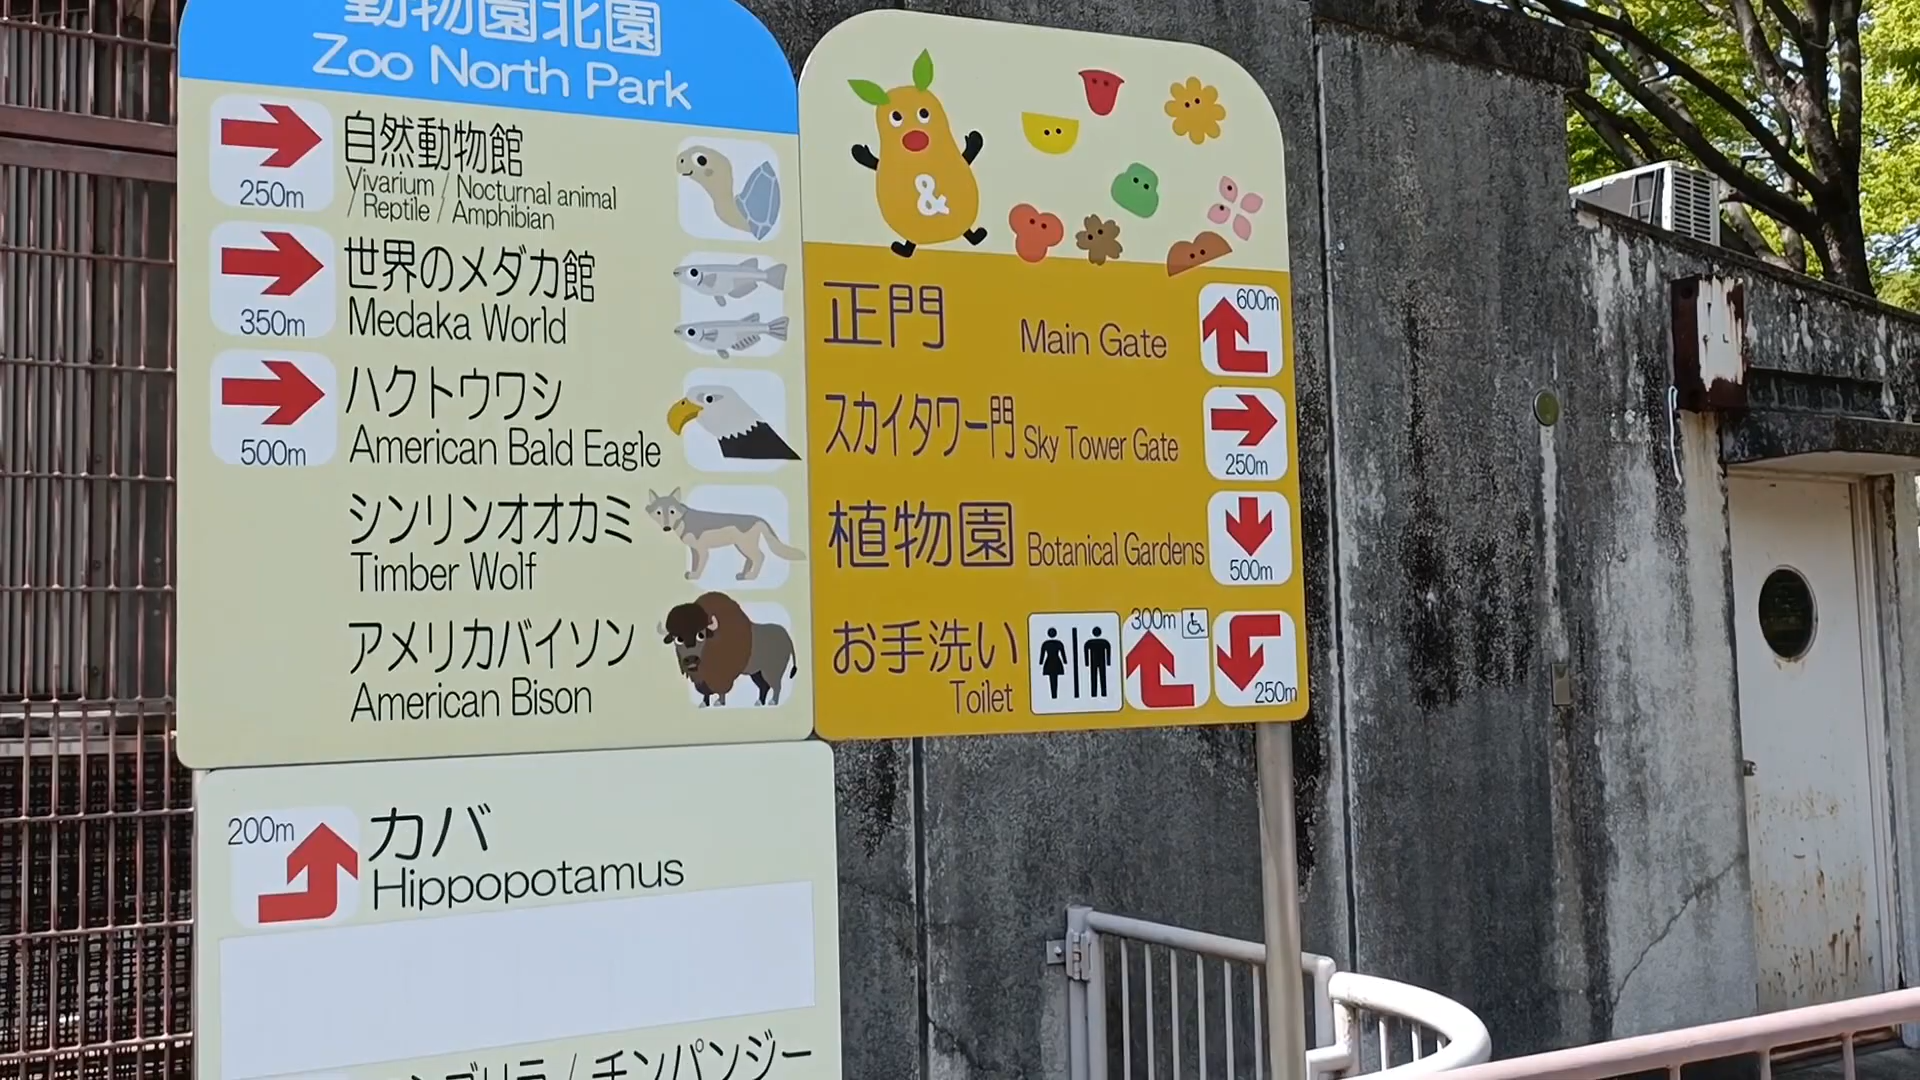 動物園北園
Zoo North Park
250m
自然動物館
Vivarium / Nocturnal animal
/ Reptile / Amphibian
350m
世界のメダカ館
Medaka World
500m
ハクトウワシ
American Bald Eagle
シンリンオオカミ
Timber Wolf
アメリカバイソン
American Bison
200m
カバ
Hippopotamus
ゴリラ / チンパンジー
&
正門 Main Gate 600m
スカイタワー門 Sky Tower Gate
250m
植物園 Botanical Gardens
500m
お手洗い 300m
Toilet 250m